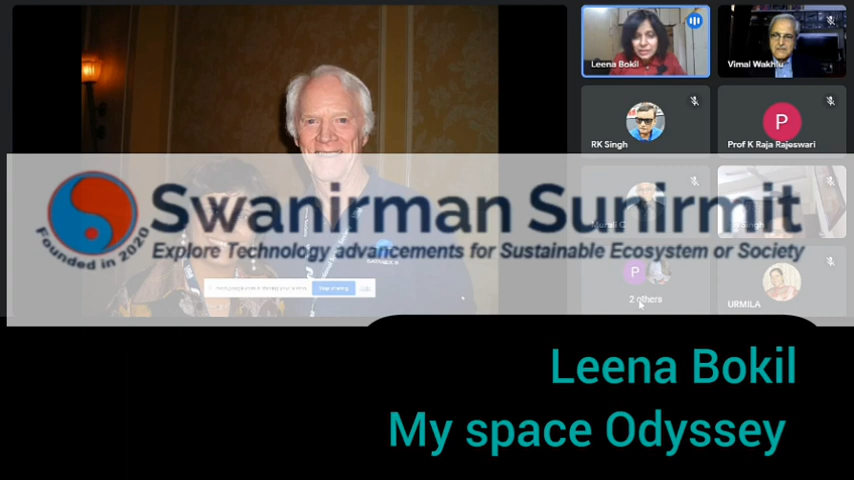 Leena Bokil
Vimal Wakhlu
RK Singh
P
Prof K Raja Rajeswari
Swanirman Sunirmit
Founded in 2020
Explore Technology advancements for Sustainable Ecosystem or Society
Stop sharing
P
2 others
URMILA
Leena Bokil
My space Odyssey